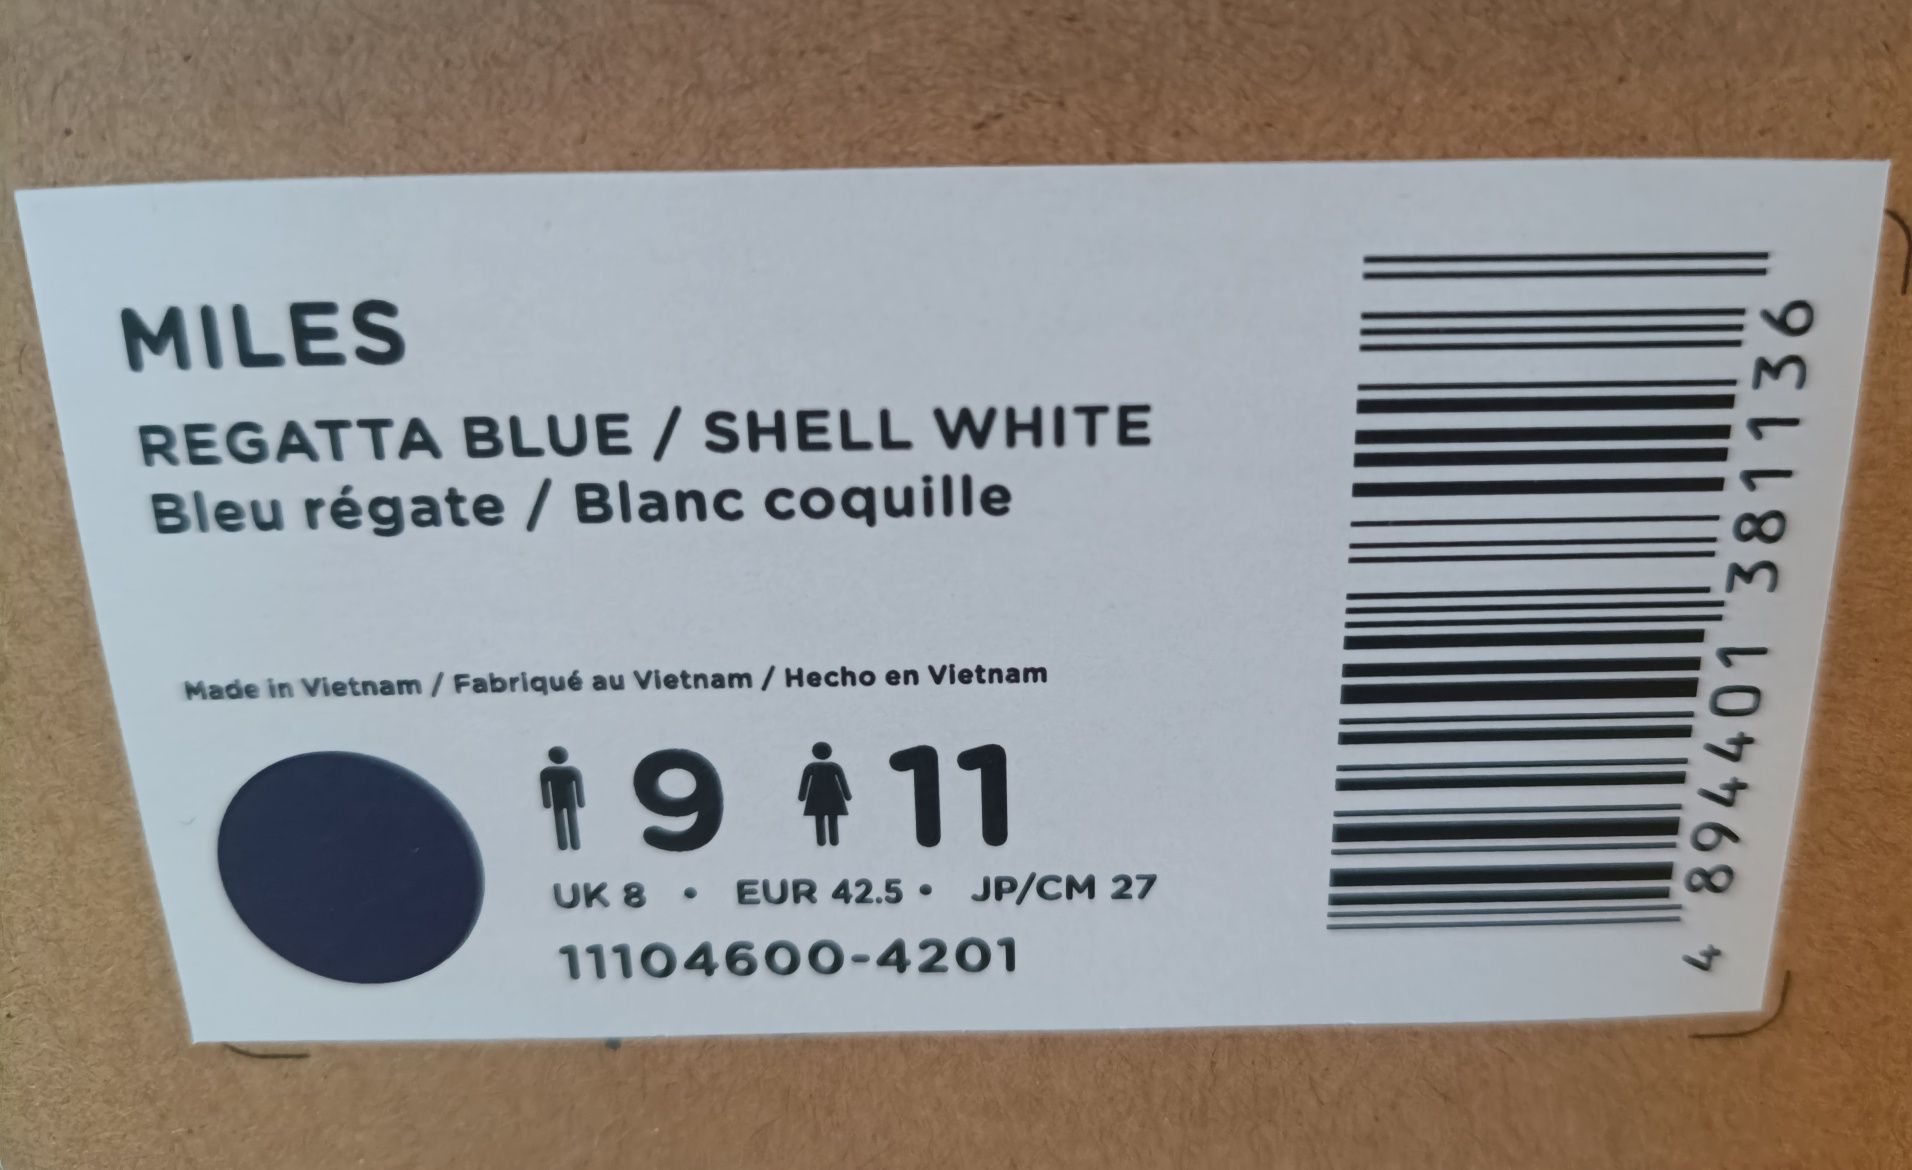 MILES
REGATTA BLUE / SHELL WHITE
Bleu régate / Blanc coquille
Made in Vietnam / Fabriqué au Vietnam / Hecho en Vietnam
9 11
UK 8 • EUR 42.5 • JP/CM 27
11104600-4201
4 894401 381136